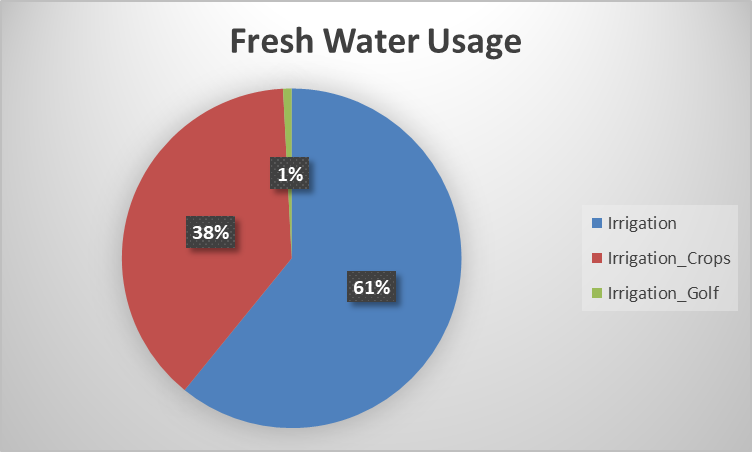 Fresh Water Usage
1%
38%
61%
Irrigation
Irrigation_Crops
Irrigation_Golf